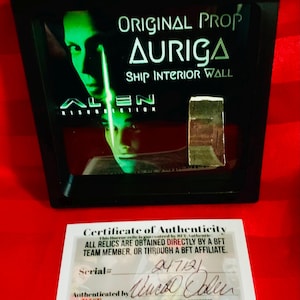 ORIGINAL PROP
AURIGA
SHIP INTERIOR WALL
ALIEN
RESURRECTION
Certificate of Authenticity
ALL RELICS ARE OBTAINED DIRECTLY BY A BFT
TEAM MEMBER, OR THROUGH A BFT AFFILIATE.
Serial#
Authenticated by